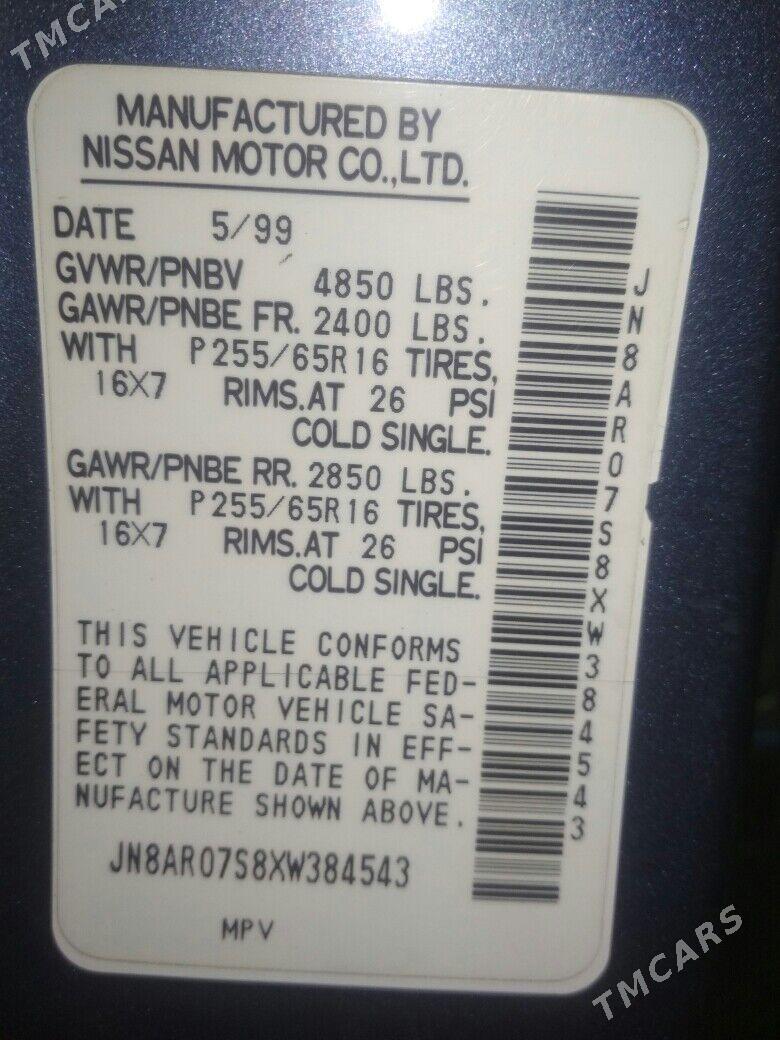 TMCARS
MANUFACTURED BY
NISSAN MOTOR CO.,LTD.
DATE 5/99
GVWR/PNBV 4850 LBS.
GAWR/PNBE FR. 2400 LBS.
WITH P255/65R16 TIRES,
16X7 RIMS.AT 26 PSI
COLD SINGLE.
GAWR/PNBE RR. 2850 LBS.
WITH P255/65R16 TIRES,
16X7 RIMS.AT 26 PSI
COLD SINGLE.
THIS VEHICLE CONFORMS
TO ALL APPLICABLE FED-
ERAL MOTOR VEHICLE SA-
FETY STANDARDS IN EFF-
ECT ON THE DATE OF MA-
NUFACTURE SHOWN ABOVE.
JN8AR07S8XW384543
MPV
JN8AR07S8XW384543
TMCARS